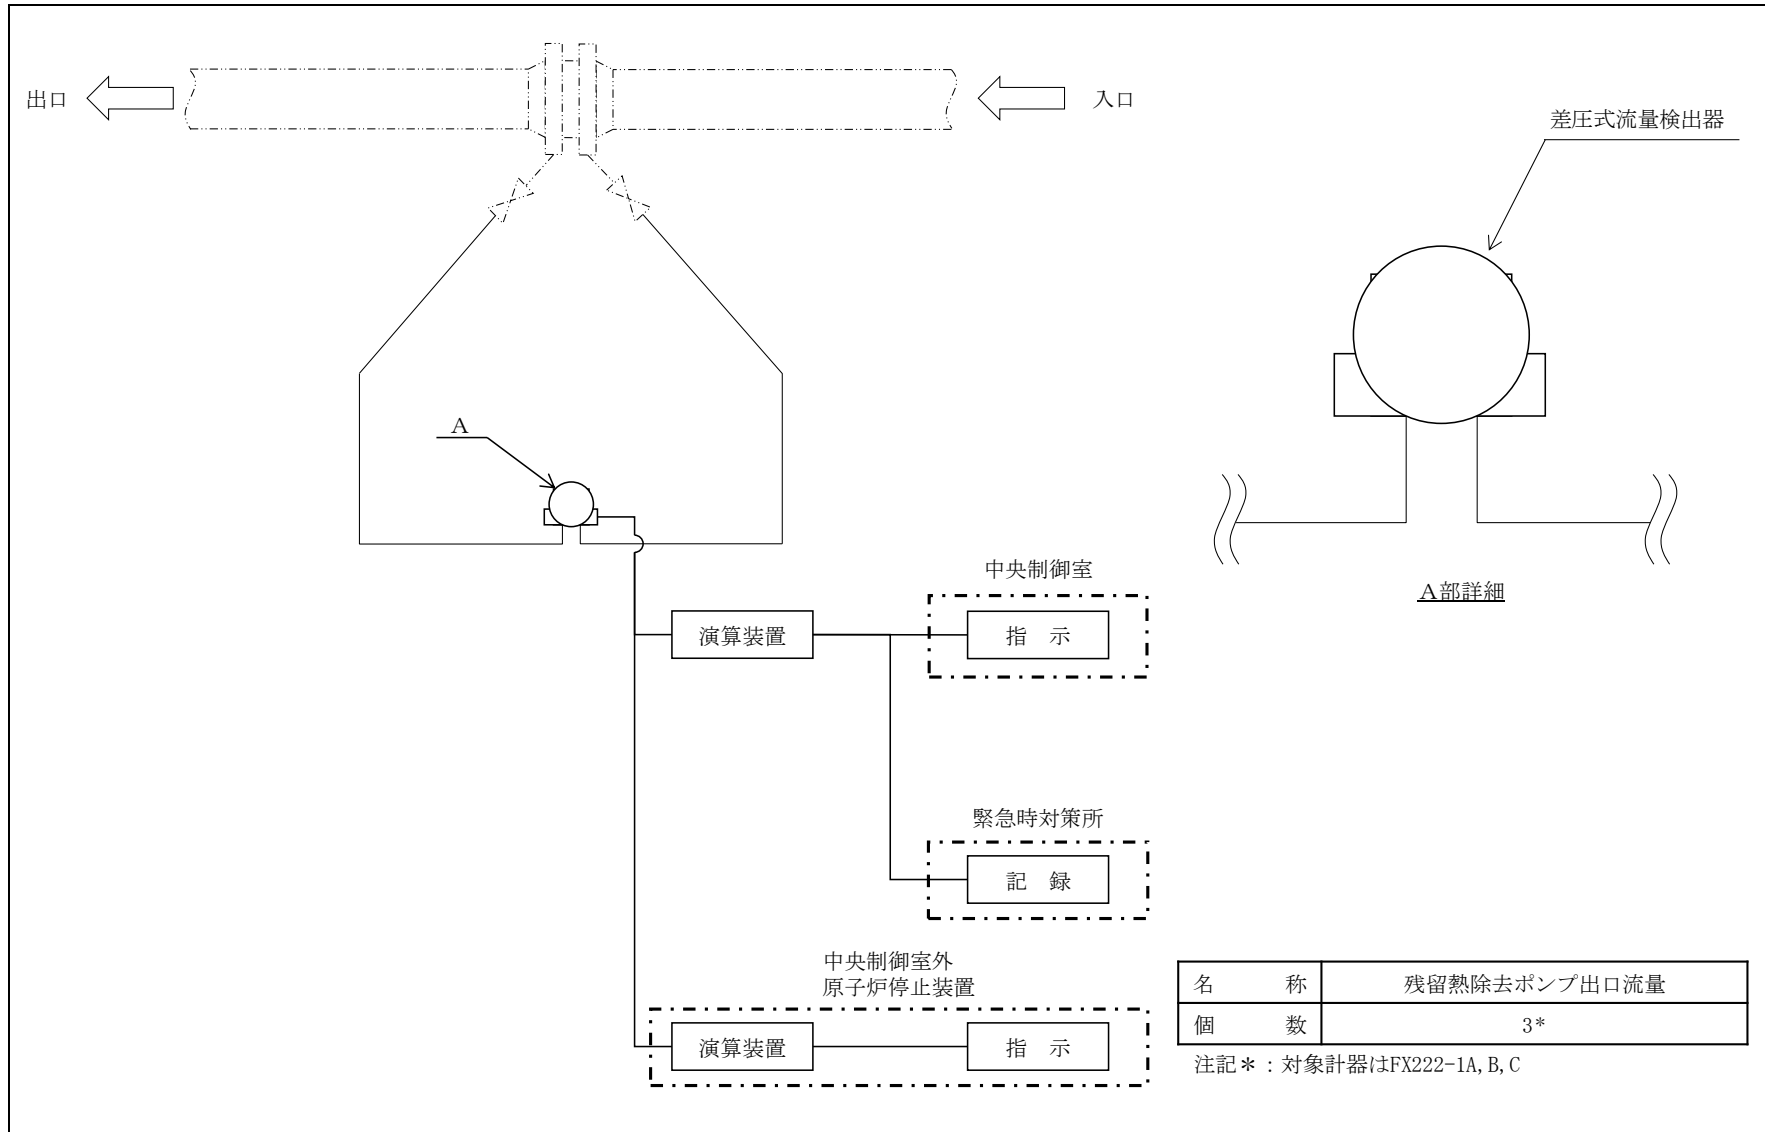 出口
入口
差圧式流量検出器
A
A部詳細
中央制御室
演算装置
指　示
緊急時対策所
記　録
中央制御室外
原子炉停止装置
演算装置
指　示
名　称　残留熱除去ポンプ出口流量
個　数　3*
注記＊：対象計器はFX222-1A,B,C